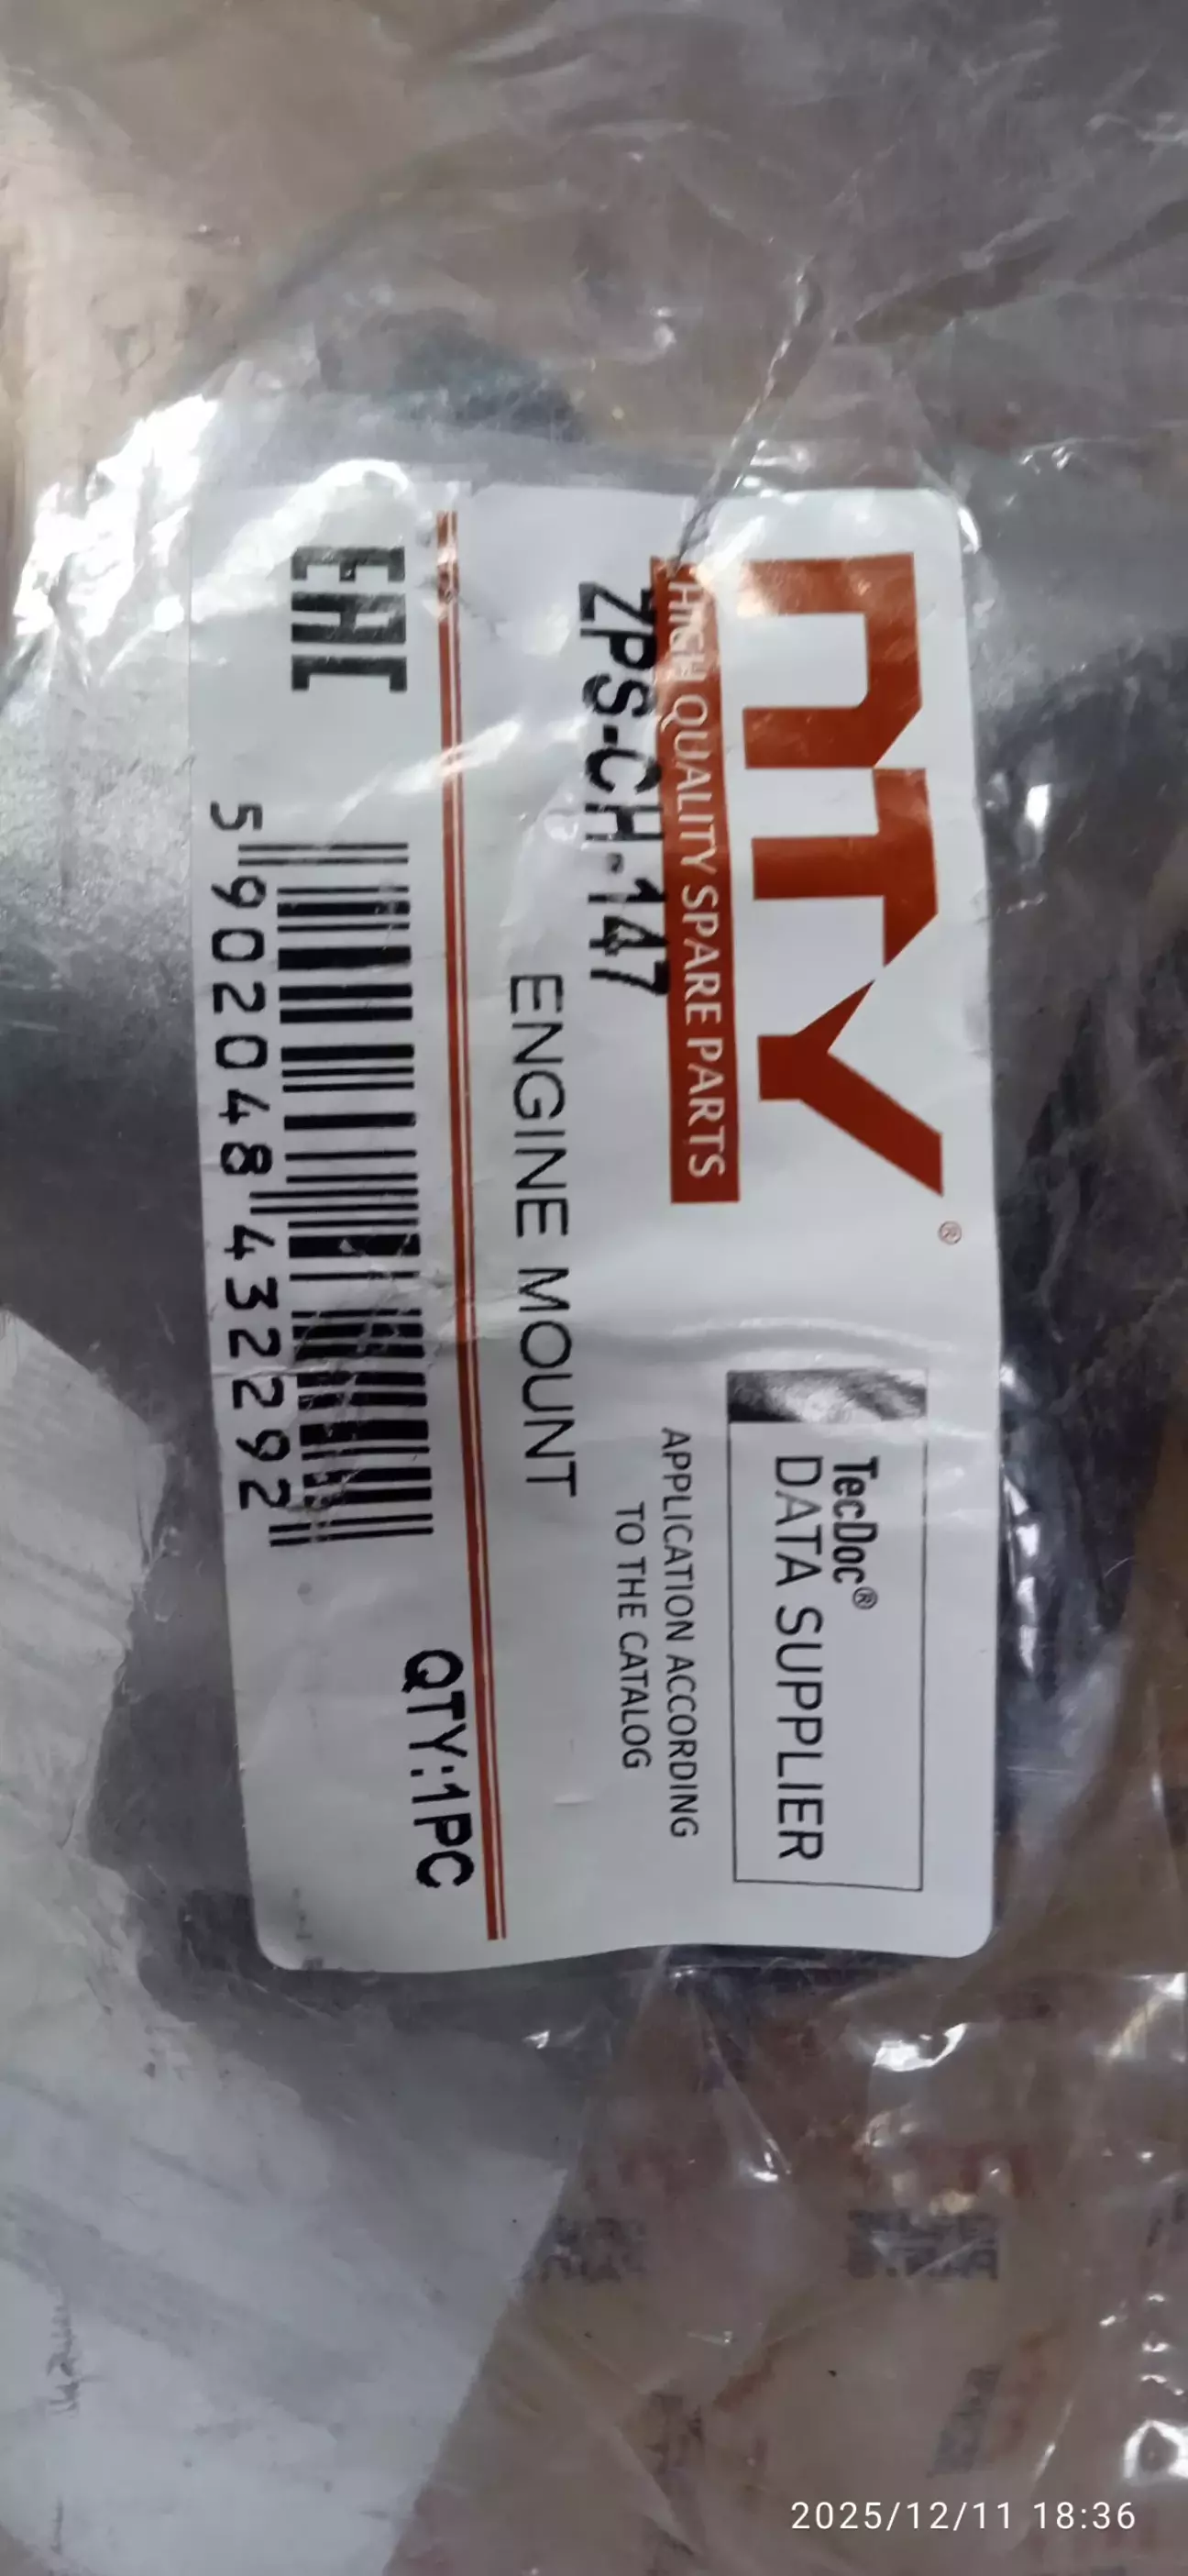 nTY®
HIGH QUALITY SPARE PARTS
ZPS-CH-147
TecDoc®
DATA SUPPLIER
APPLICATION ACCORDING
TO THE CATALOG
ENGINE MOUNT
EAC
5 902048 432292
QTY:1PC
2025/12/11 18:36